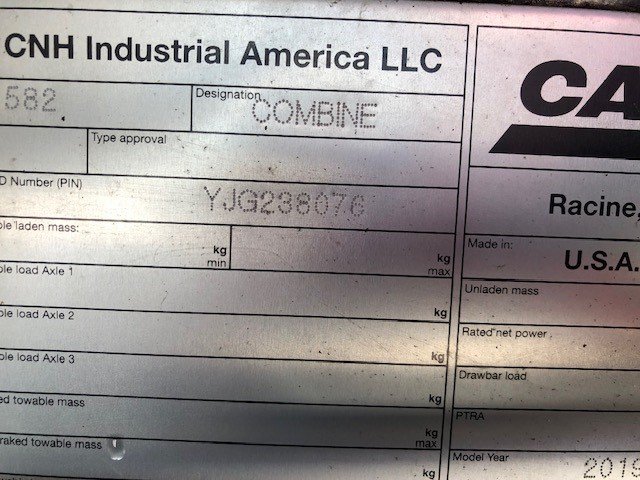 CNH Industrial America LLC
582
Designation
COMBINE
CA
Type approval
D Number (PIN)
YJG238076
Racine
ble laden mass:
kg
min
kg
max
Made in:
U.S.A.
ble load Axle 1
kg
Unladen mass
ble load Axle 2
kg
Rated net power
ble load Axle 3
kg
Drawbar load
ed towable mass
kg
max
PTRA
raked towable mass
kg
Model Year
2019